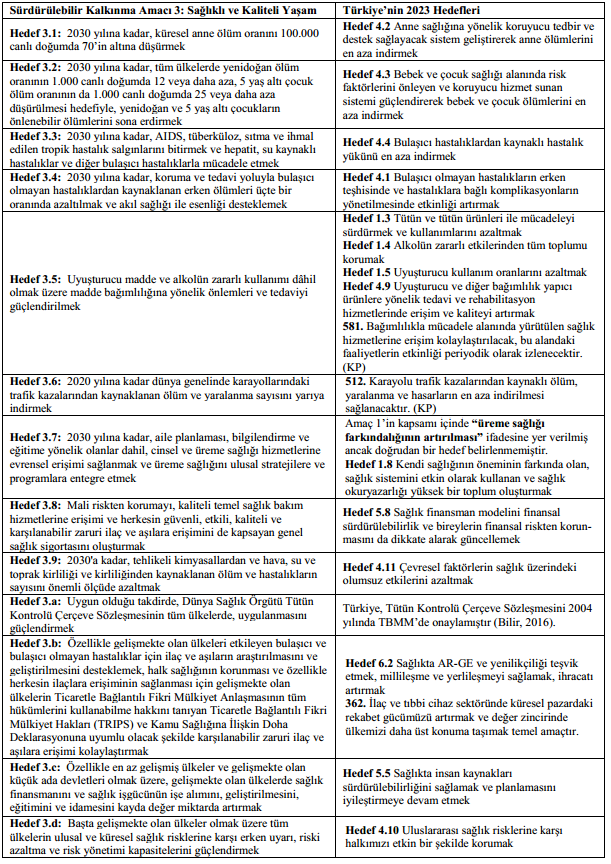 Sürdürülebilir Kalkınma Amacı 3: Sağlıklı ve Kaliteli Yaşam
Türkiye’nin 2023 Hedefleri
Hedef 3.1: 2030 yılına kadar, küresel anne ölüm oranını 100.000
canlı doğumda 70’in altına düşürmek
Hedef 4.2 Anne sağlığına yönelik koruyucu tedbir ve
destek sağlayacak sistem geliştirerek anne ölümlerini
en aza indirmek
Hedef 3.2: 2030 yılına kadar, tüm ülkelerde yenidoğan ölüm
oranının 1.000 canlı doğumda 12 veya daha aza, 5 yaş altı çocuk
ölüm oranının da 1.000 canlı doğumda 25 veya daha aza
düşürülmesi hedefiyle, yenidoğan ve 5 yaş altı çocukların
önlenebilir ölümlerini sona erdirmek
Hedef 4.3 Bebek ve çocuk sağlığı alanında risk
faktörlerini önleyen ve koruyucu hizmet sunan
sistemi güçlendirerek bebek ve çocuk ölümlerini en
aza indirmek
Hedef 3.3: 2030 yılına kadar, AIDS, tüberküloz, sıtma ve ihmal
edilen tropik hastalık salgınlarını bitirmek ve hepatit, su kaynaklı
hastalıklar ve diğer bulaşıcı hastalıklarla mücadele etmek
Hedef 4.4 Bulaşıcı hastalıklardan kaynaklı hastalık
yükünü en aza indirmek
Hedef 3.4: 2030 yılına kadar, koruma ve tedavi yoluyla bulaşıcı
olmayan hastalıklardan kaynaklanan erken ölümleri üçte bir
oranında azaltılmak ve akıl sağlığı ile esenliği desteklemek
Hedef 4.1 Bulaşıcı olmayan hastalıkların erken
teşhisinde ve hastalıklara bağlı komplikasyonların
yönetilmesinde etkinliği artırmak
Hedef 3.5: Uyuşturucu madde ve alkolün zararlı kullanımı dâhil
olmak üzere madde bağımlılığına yönelik önlemleri ve tedaviyi
güçlendirilmek
Hedef 1.3 Tütün ve tütün ürünleri ile mücadeleyi
sürdürmek ve kullanımlarını azaltmak
Hedef 1.4 Alkolün zararlı etkilerinden tüm toplumu
korumak
Hedef 1.5 Uyuşturucu kullanım oranlarını azaltmak
Hedef 4.9 Uyuşturucu ve diğer bağımlılık yapıcı
ürünlere yönelik tedavi ve rehabilitasyon
hizmetlerinde erişim ve kaliteyi artırmak
581. Bağımlılıkla mücadele alanında yürütülen sağlık
hizmetlerine erişim kolaylaştırılacak, bu alandaki
faaliyetlerin etkinliği periyodik olarak izlenecektir.
(KP)
Hedef 3.6: 2020 yılına kadar dünya genelinde karayollarındaki
trafik kazalarından kaynaklanan ölüm ve yaralanma sayısını yarıya
indirmek
512. Karayolu trafik kazalarından kaynaklı ölüm,
yaralanma ve hasarların en aza indirilmesi
sağlanacaktır. (KP)
Hedef 3.7: 2030 yılına kadar, aile planlaması, bilgilendirme ve
eğitime yönelik olanlar dahil, cinsel ve üreme sağlığı hizmetlerine
evrensel erişimi sağlanmak ve üreme sağlığını ulusal stratejilere ve
programlara entegre etmek
Amaç 1’in kapsamı içinde “üreme sağlığı
farkındalığının artırılması” ifadesine yer verilmiş
ancak doğrudan bir hedef belirlenmemiştir.
Hedef 1.8 Kendi sağlığının öneminin farkında olan,
sağlık sistemini etkin olarak kullanan ve sağlık
okuryazarlığı yüksek bir toplum oluşturmak
Hedef 3.8: Mali riskten korumayı, kaliteli temel sağlık bakım
hizmetlerine erişimi ve herkesin güvenli, etkili, kaliteli ve
karşılanabilir zaruri ilaç ve aşılara erişimini de kapsayan genel
sağlık sigortasını oluşturmak
Hedef 5.8 Sağlık finansman modelini finansal
sürdürülebilirlik ve bireylerin finansal riskten korun-
masını da dikkate alarak güncellemek
Hedef 3.9: 2030'a kadar, tehlikeli kimyasallardan ve hava, su ve
toprak kirliliği ve kirliliğinden kaynaklanan ölüm ve hastalıkların
sayısını önemli ölçüde azaltmak
Hedef 4.11 Çevresel faktörlerin sağlık üzerindeki
olumsuz etkilerini azaltmak
Hedef 3.a: Uygun olduğu takdirde, Dünya Sağlık Örgütü Tütün
Kontrolü Çerçeve Sözleşmesinin tüm ülkelerde, uygulanmasını
güçlendirmek
Türkiye, Tütün Kontrolü Çerçeve Sözleşmesini 2004
yılında TBMM’de onaylamıştır (Bilir, 2016).
Hedef 3.b: Özellikle gelişmekte olan ülkeleri etkileyen bulaşıcı ve
bulaşıcı olmayan hastalıklar için ilaç ve aşıların araştırılmasını ve
geliştirilmesini desteklemek, halk sağlığının korunması ve özellikle
herkesin ilaçlara erişiminin sağlanması için gelişmekte olan
ülkelerin Ticaretle Bağlantılı Fikri Mülkiyet Anlaşmasının tüm
hükümlerini kullanabilme hakkını tanıyan Ticaretle Bağlantılı Fikri
Mülkiyet Hakları (TRIPS) ve Kamu Sağlığına İlişkin Doha
Deklarasyonuna uyumlu olacak şekilde karşılanabilir zaruri ilaç ve
aşılara erişimi kolaylaştırmak
Hedef 6.2 Sağlıkta AR-GE ve yenilikçiliği teşvik
etmek, millileşme ve yerlileşmeyi sağlamak, ihracatı
artırmak
362. İlaç ve tıbbi cihaz sektöründe küresel pazardaki
rekabet gücümüzü artırmak ve değer zincirinde
ülkemizi daha üst konuma taşımak temel amaçtır.
Hedef 3.c: Özellikle en az gelişmiş ülkeler ve gelişmekte olan
küçük ada devletleri olmak üzere, gelişmekte olan ülkelerde sağlık
finansmanını ve sağlık işgücünün işe alımını, geliştirilmesini,
eğitimini ve idamesini kayda değer miktarda artırmak
Hedef 5.5 Sağlıkta insan kaynakları
sürdürülebilirliğini sağlamak ve planlamasını
iyileştirmeye devam etmek
Hedef 3.d: Başta gelişmekte olan ülkeler olmak üzere tüm
ülkelerin ulusal ve küresel sağlık risklerine karşı erken uyarı, riski
azaltma ve risk yönetimi kapasitelerini güçlendirmek
Hedef 4.10 Uluslararası sağlık risklerine karşı
halkımızı etkin bir şekilde korumak